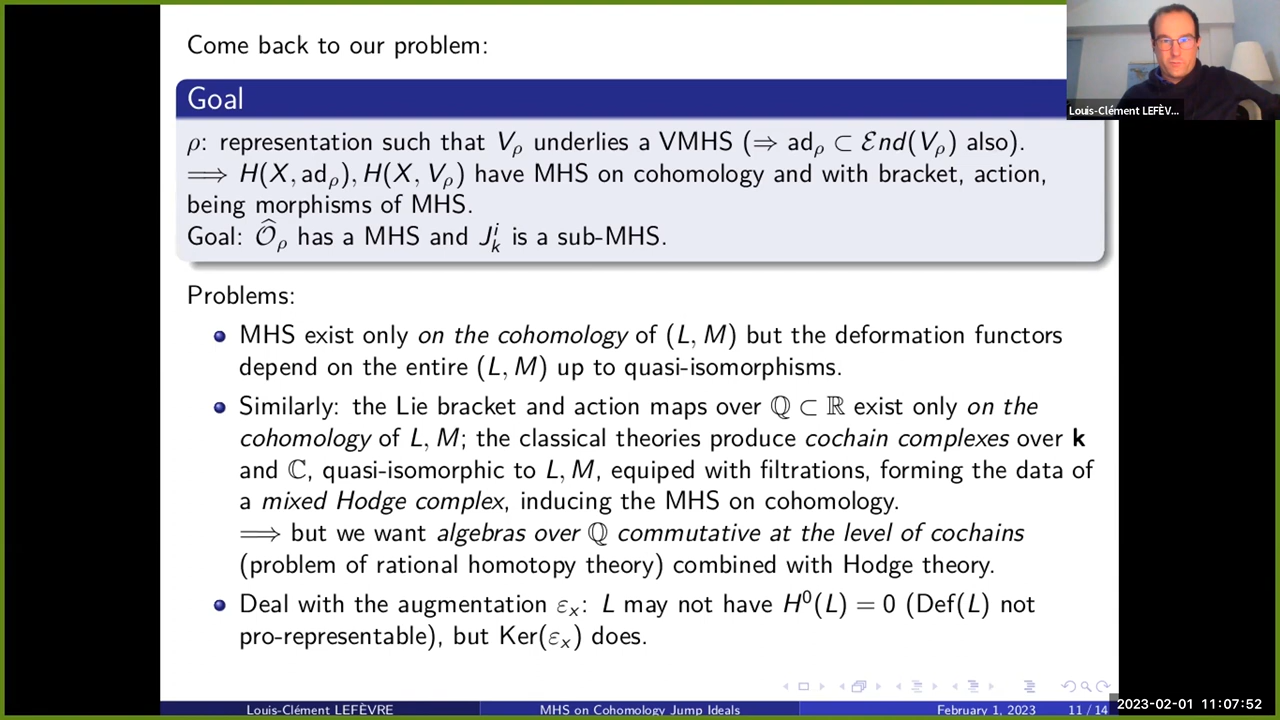 Come back to our problem:
Goal
ρ: representation such that V_ρ underlies a VMHS (⇒ ad_ρ ⊂ ℰnd(V_ρ) also).
⟹ H(X, ad_ρ), H(X, V_ρ) have MHS on cohomology and with bracket, action,
being morphisms of MHS.
Goal: 𝒪̂_ρ has a MHS and J^i_k is a sub-MHS.
Problems:
MHS exist only on the cohomology of (L, M) but the deformation functors
depend on the entire (L, M) up to quasi-isomorphisms.
Similarly: the Lie bracket and action maps over ℚ ⊂ ℝ exist only on the
cohomology of L, M; the classical theories produce cochain complexes over k
and ℂ, quasi-isomorphic to L, M, equiped with filtrations, forming the data of
a mixed Hodge complex, inducing the MHS on cohomology.
⟹ but we want algebras over ℚ commutative at the level of cochains
(problem of rational homotopy theory) combined with Hodge theory.
Deal with the augmentation ε_x: L may not have H⁰(L) = 0 (Def(L) not
pro-representable), but Ker(ε_x) does.
Louis-Clément LEFÈVRE MHS on Cohomology Jump Ideals February 1, 2023 11 / 14
Louis-Clément LEFÈV...
2023-02-01 11:07:52